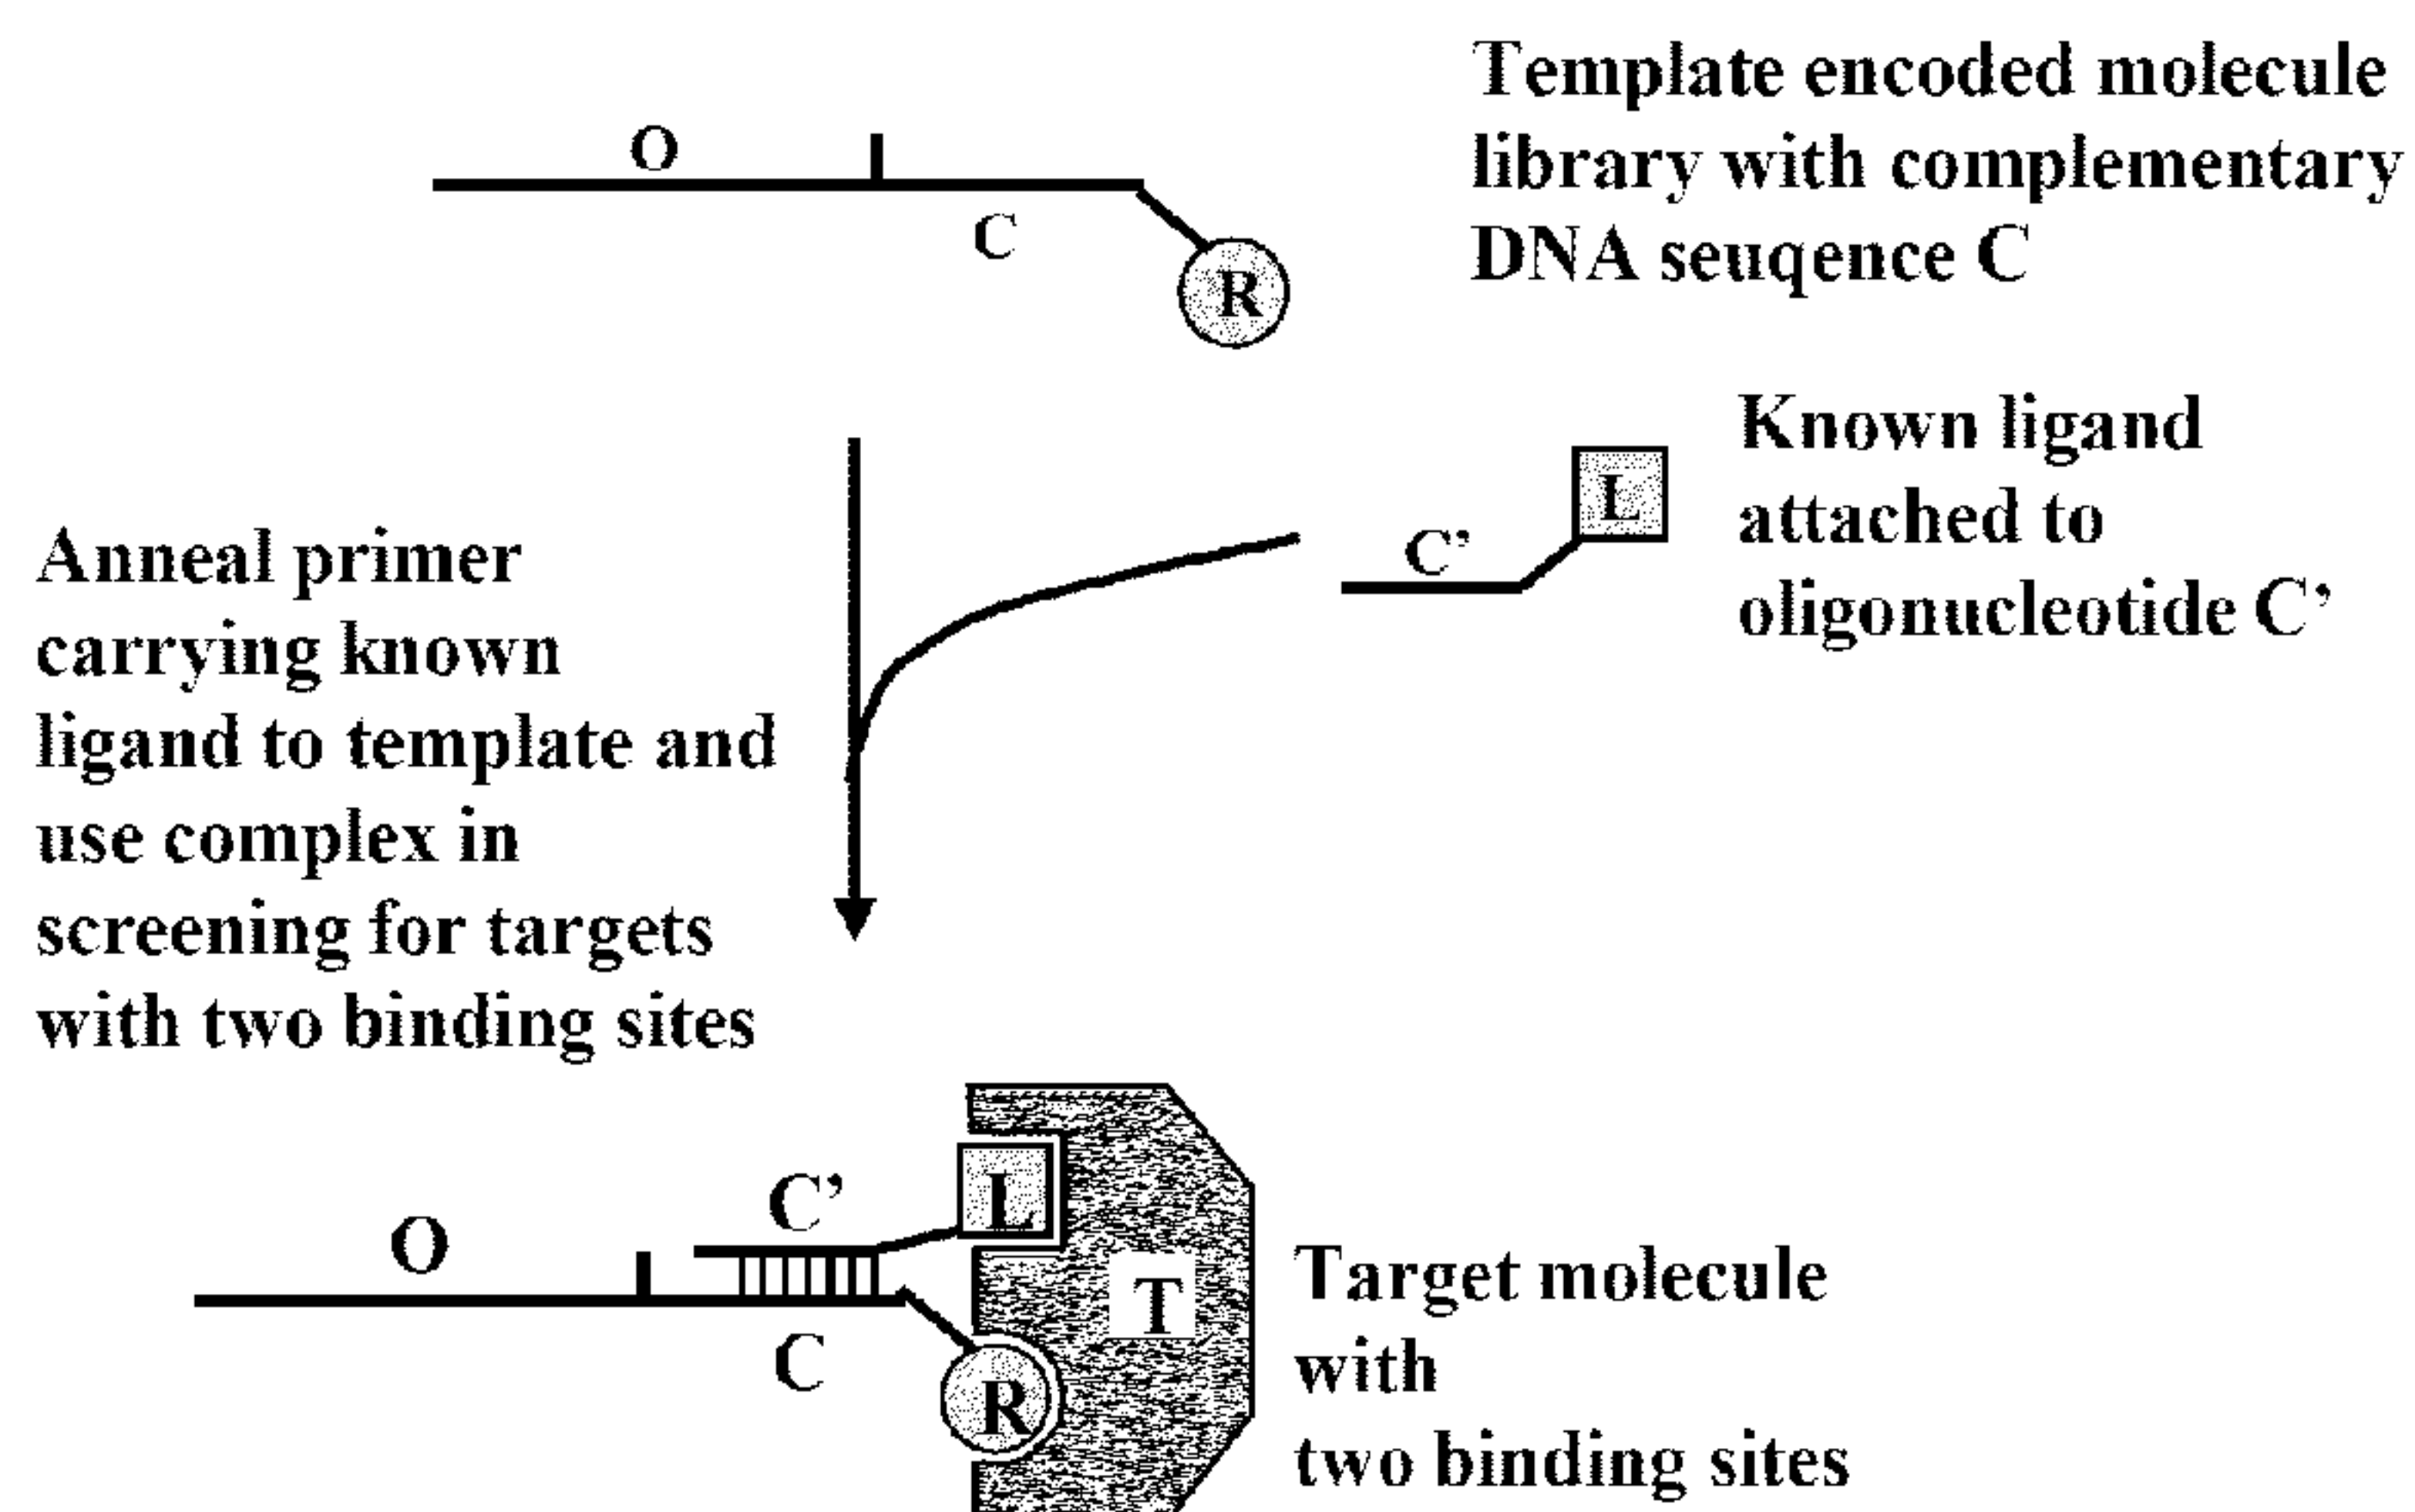 Template encoded molecule
library with complementary
DNA seuqence C
O
C
R
Known ligand
attached to
oligonucleotide C’
L
C’
Anneal primer
carrying known
ligand to template and
use complex in
screening for targets
with two binding sites
C’
L
O
T
C
R
Target molecule
with
two binding sites